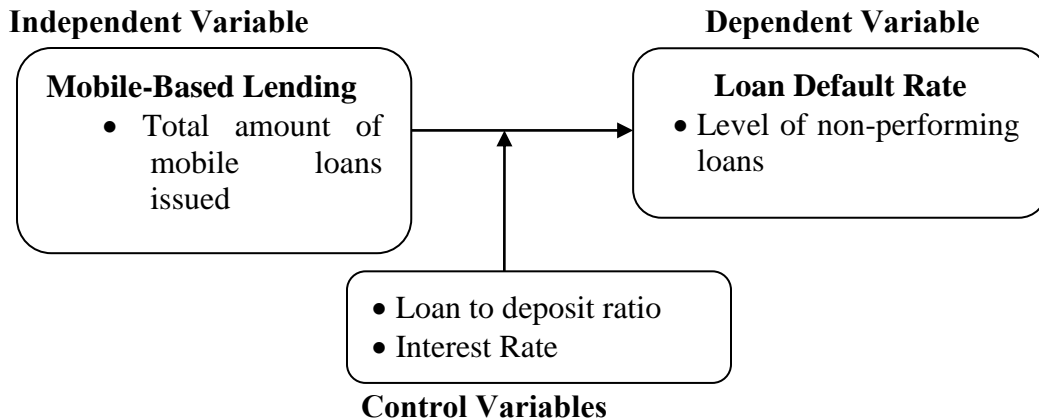 Independent Variable
Mobile-Based Lending
• Total amount of
mobile loans
issued
Dependent Variable
Loan Default Rate
• Level of non-performing
loans
• Loan to deposit ratio
• Interest Rate
Control Variables